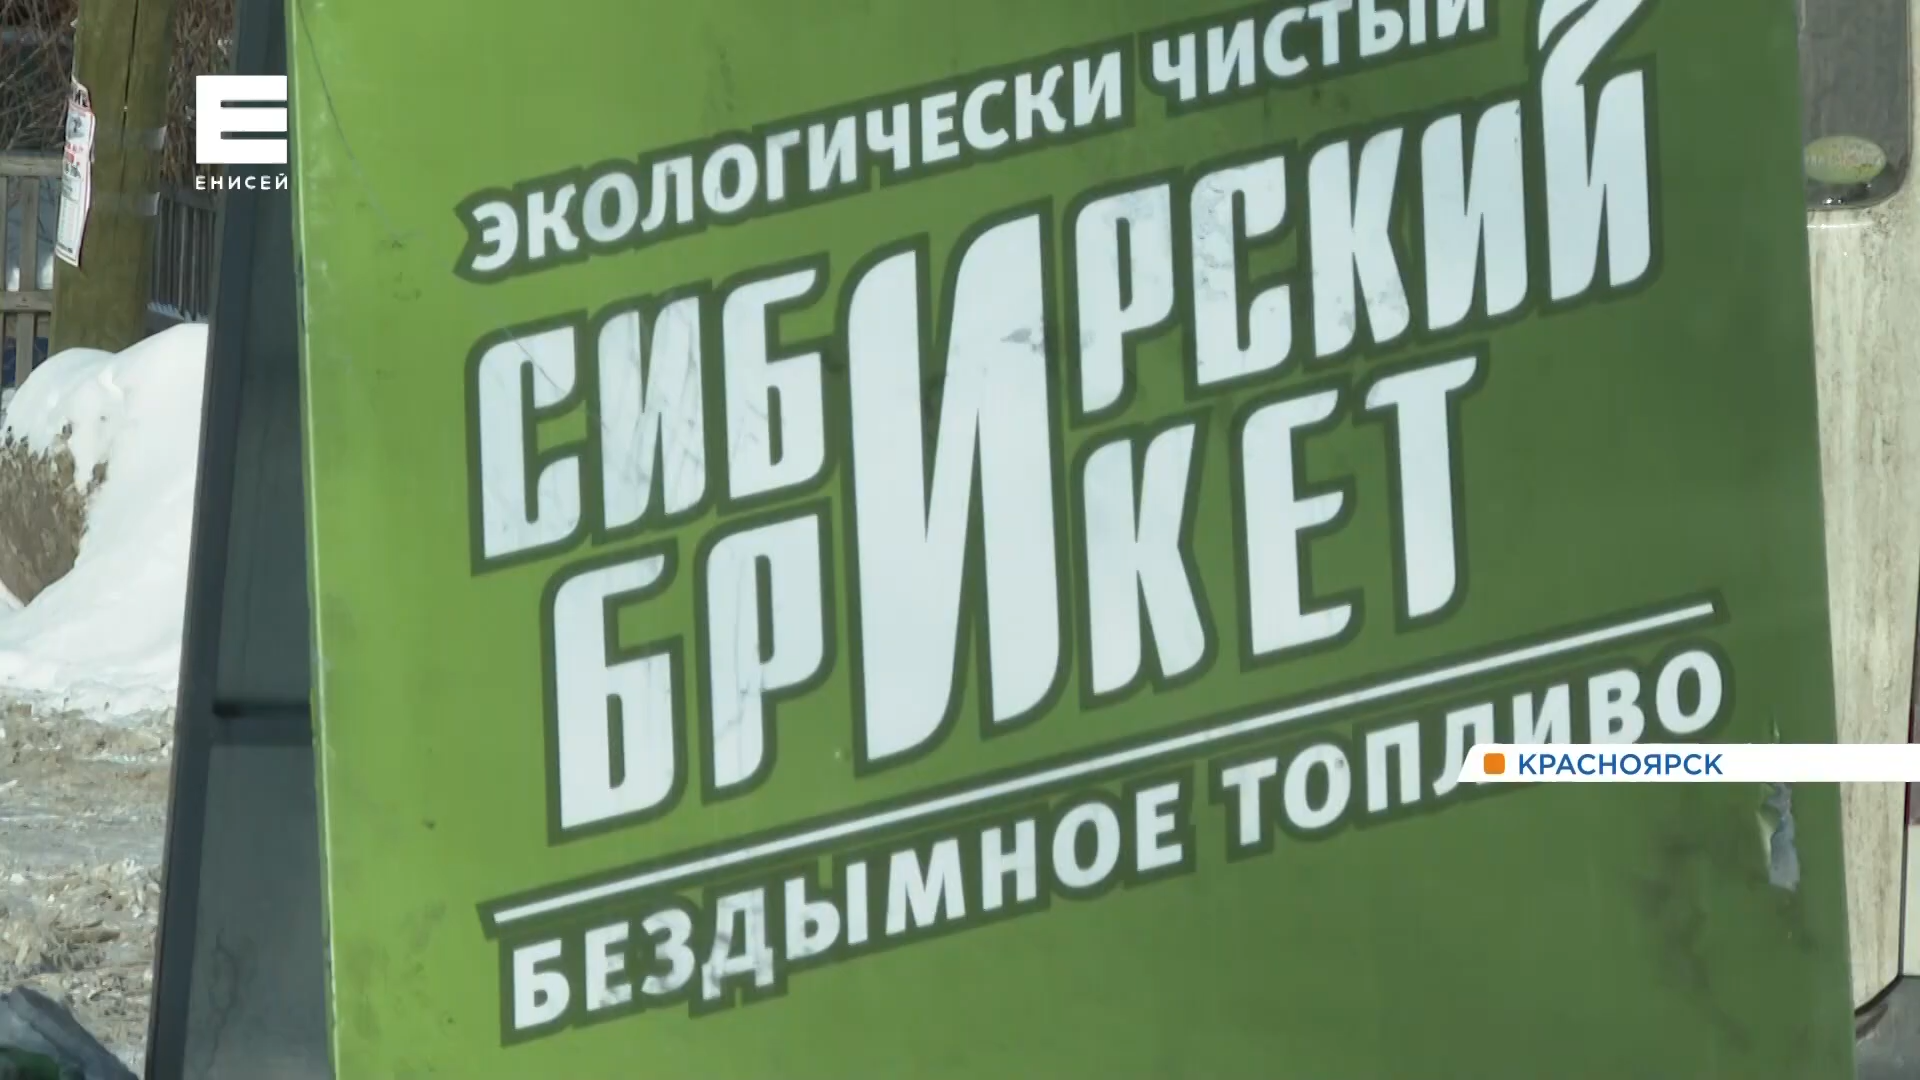 Е
ЕНИСЕЙ
ЭКОЛОГИЧЕСКИ ЧИСТЫЙ
СИБИРСКИЙ
БРИКЕТ
БЕЗДЫМНОЕ ТОПЛИВО
КРАСНОЯРСК